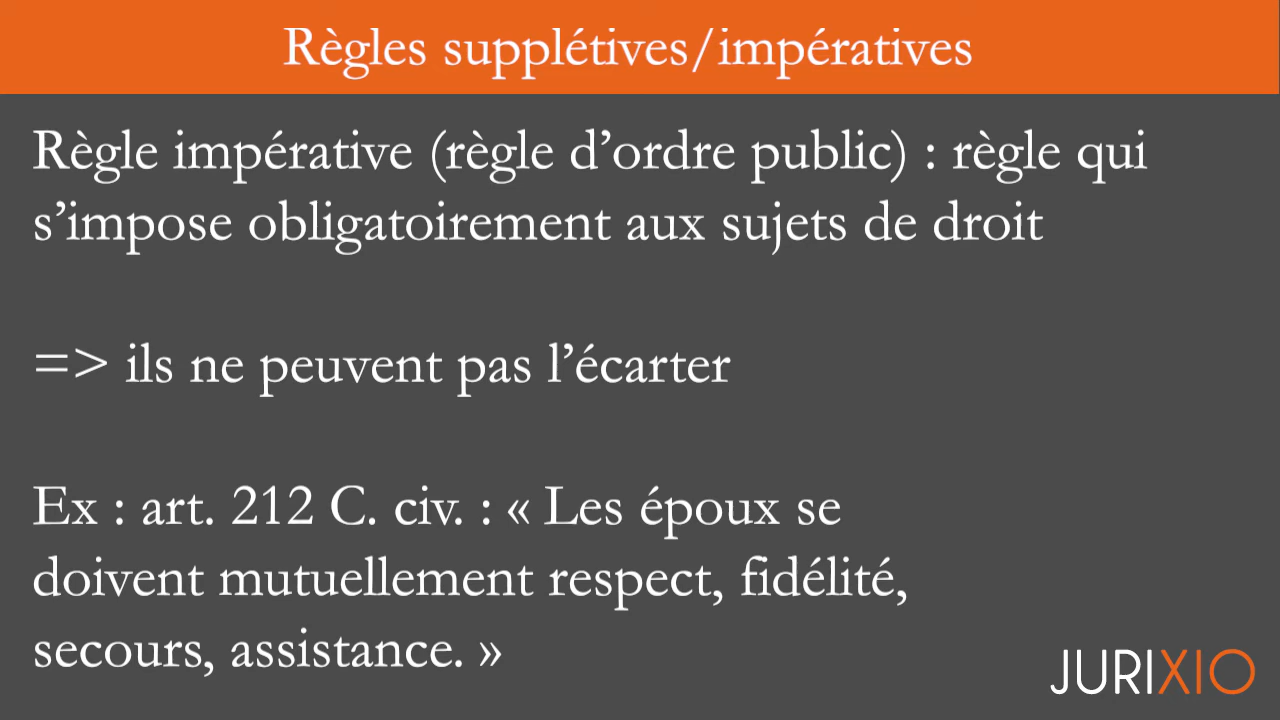 Règles supplétives/impératives
Règle impérative (règle d’ordre public) : règle qui
s’impose obligatoirement aux sujets de droit
=> ils ne peuvent pas l’écarter
Ex : art. 212 C. civ. : « Les époux se
doivent mutuellement respect, fidélité,
secours, assistance. »
JURIXIO